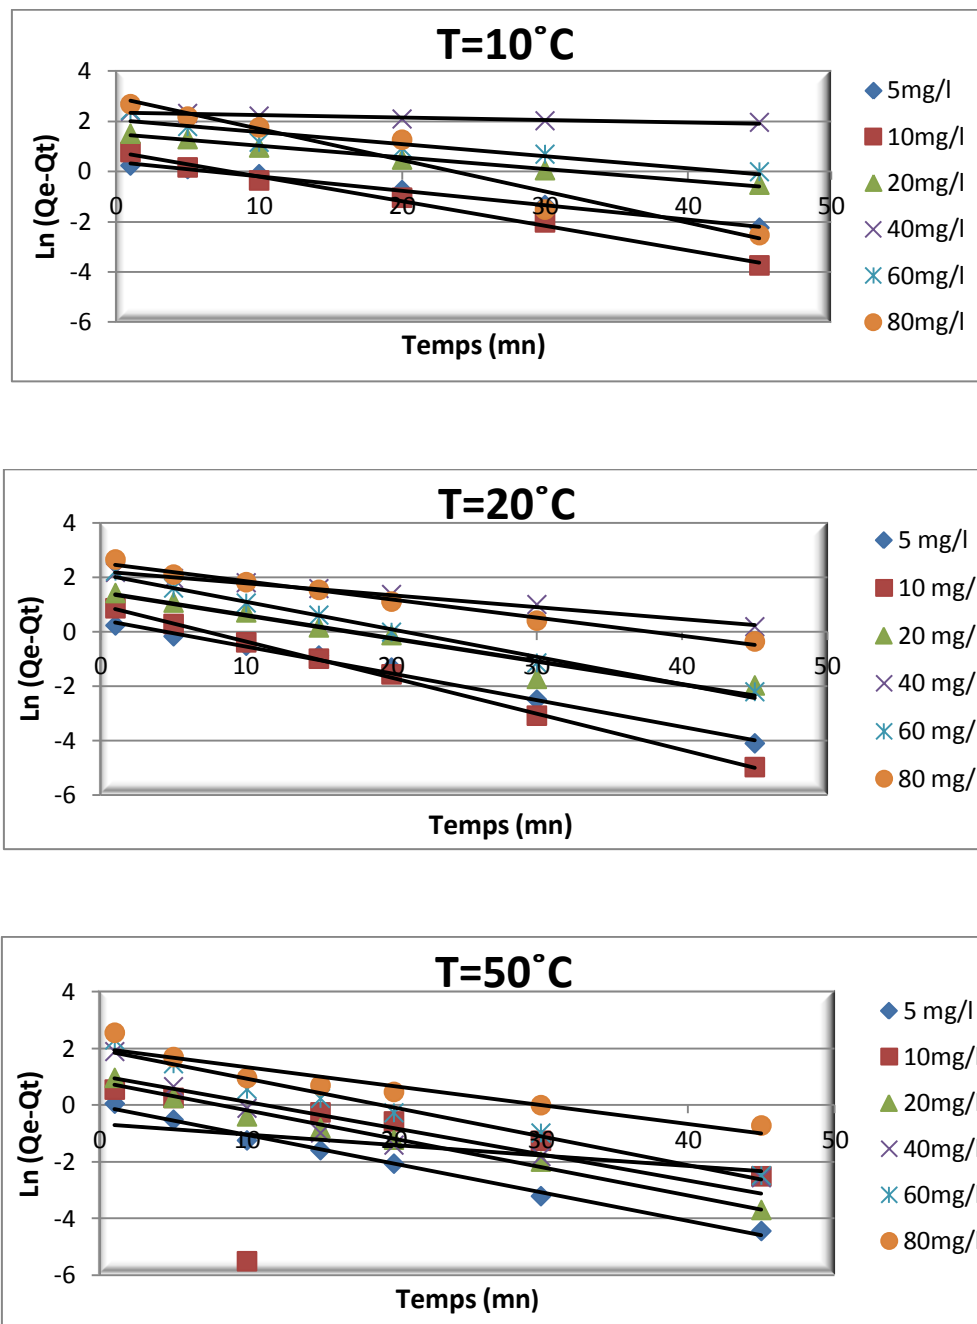 T=10˚C
4
2
0
-2
-4
-6
0 10 20 30 40 50
Ln (Qe-Qt)
Temps (mn)
5mg/l
10mg/l
20mg/l
40mg/l
60mg/l
80mg/l
T=20˚C
4
2
0
-2
-4
-6
0 10 20 30 40 50
Ln (Qe-Qt)
Temps (mn)
5 mg/l
10 mg/
20 mg/
40 mg/
60 mg/
80 mg/
T=50˚C
4
2
0
-2
-4
-6
0 10 20 30 40 50
Ln (Qe-Qt)
Temps (mn)
5 mg/l
10mg/l
20mg/l
40mg/l
60mg/l
80mg/l